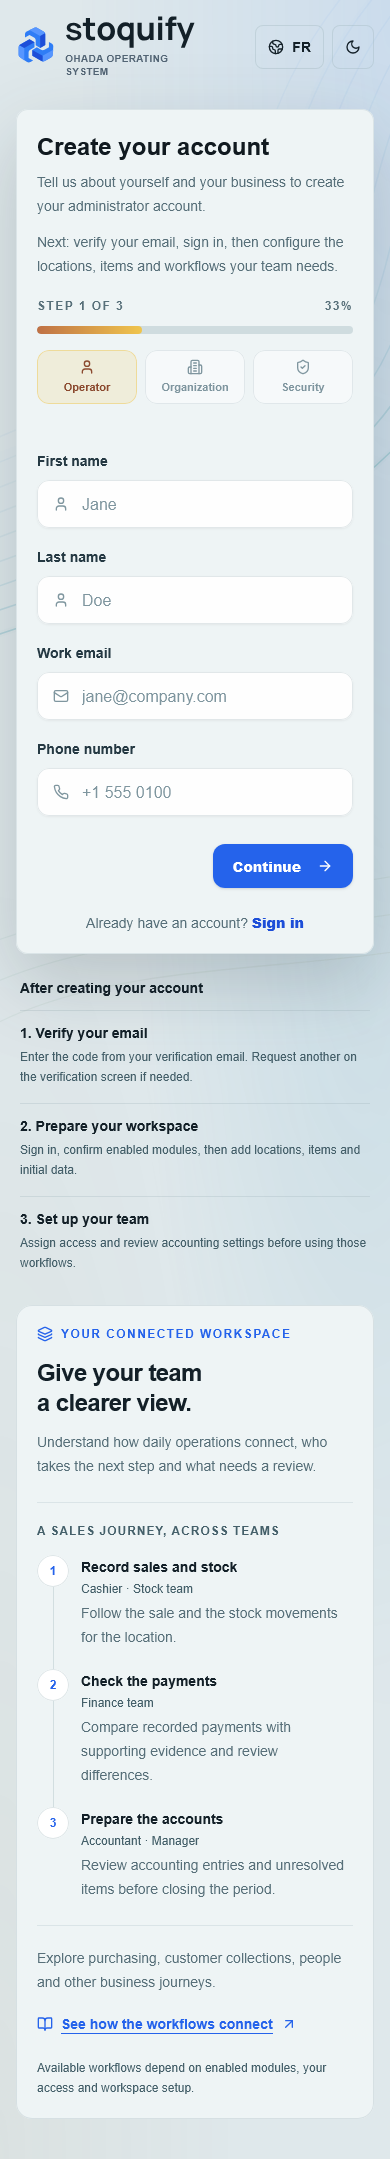 stoquify
OHADA OPERATING
SYSTEM
FR
Create your account
Tell us about yourself and your business to create
your administrator account.
Next: verify your email, sign in, then configure the
locations, items and workflows your team needs.
STEP 1 OF 3
33%
Operator
Organization
Security
First name
Jane
Last name
Doe
Work email
jane@company.com
Phone number
+1 555 0100
Continue
Already have an account? Sign in
After creating your account
1. Verify your email
Enter the code from your verification email. Request another on
the verification screen if needed.
2. Prepare your workspace
Sign in, confirm enabled modules, then add locations, items and
initial data.
3. Set up your team
Assign access and review accounting settings before using those
workflows.
YOUR CONNECTED WORKSPACE
Give your team
a clearer view.
Understand how daily operations connect, who
takes the next step and what needs a review.
A SALES JOURNEY, ACROSS TEAMS
1
Record sales and stock
Cashier · Stock team
Follow the sale and the stock movements
for the location.
2
Check the payments
Finance team
Compare recorded payments with
supporting evidence and review
differences.
3
Prepare the accounts
Accountant · Manager
Review accounting entries and unresolved
items before closing the period.
Explore purchasing, customer collections, people
and other business journeys.
See how the workflows connect
Available workflows depend on enabled modules, your
access and workspace setup.